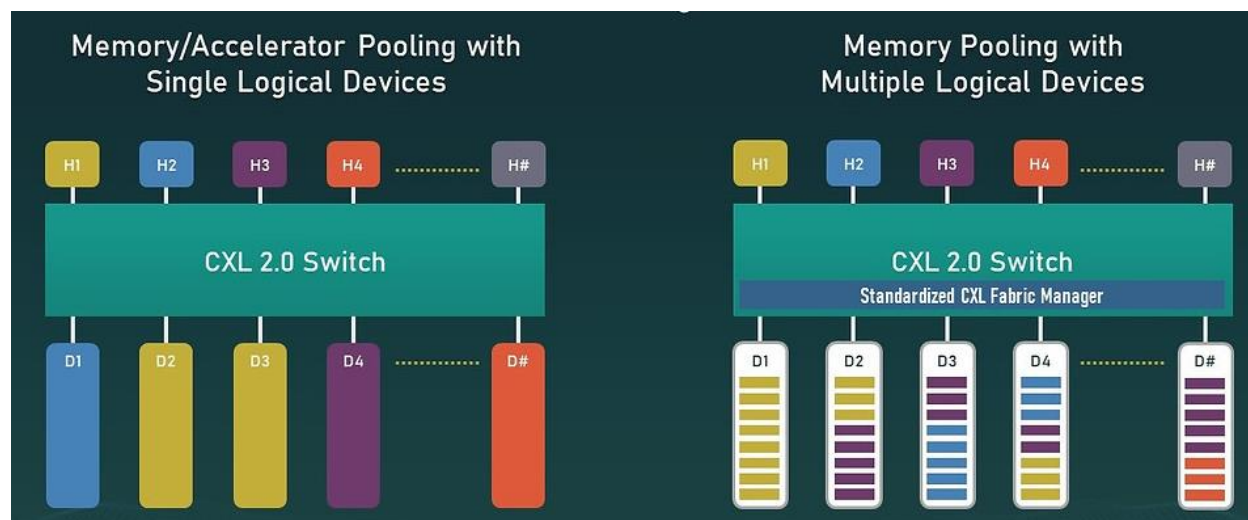 Memory/Accelerator Pooling with
Single Logical Devices
H1 H2 H3 H4 H#
CXL 2.0 Switch
D1 D2 D3 D4 D#
Memory Pooling with
Multiple Logical Devices
H1 H2 H3 H4 H#
CXL 2.0 Switch
Standardized CXL Fabric Manager
D1 D2 D3 D4 D#